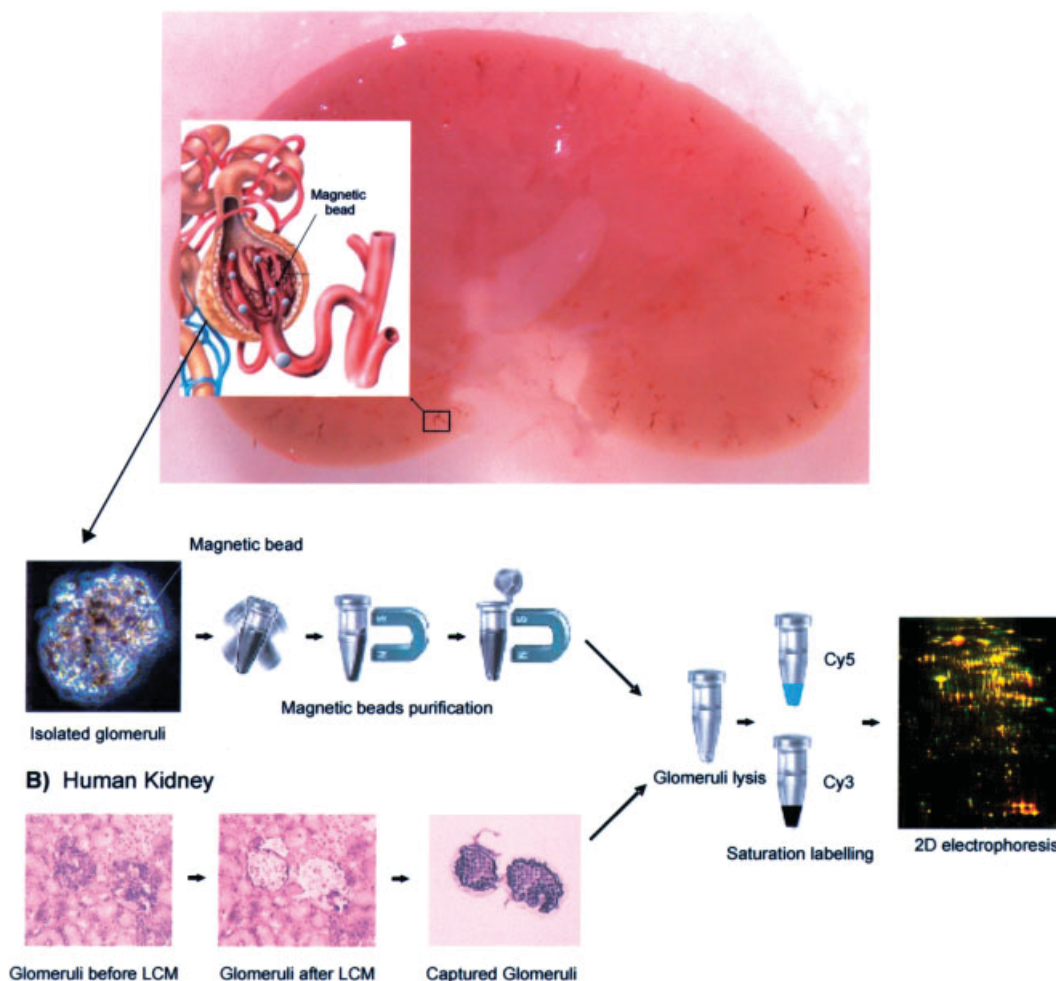 Magnetic
bead
Magnetic bead
Isolated glomeruli
Magnetic beads purification
Glomeruli lysis
Cy5
Cy3
Saturation labelling
2D electrophoresis
B) Human Kidney
Glomeruli before LCM
Glomeruli after LCM
Captured Glomeruli